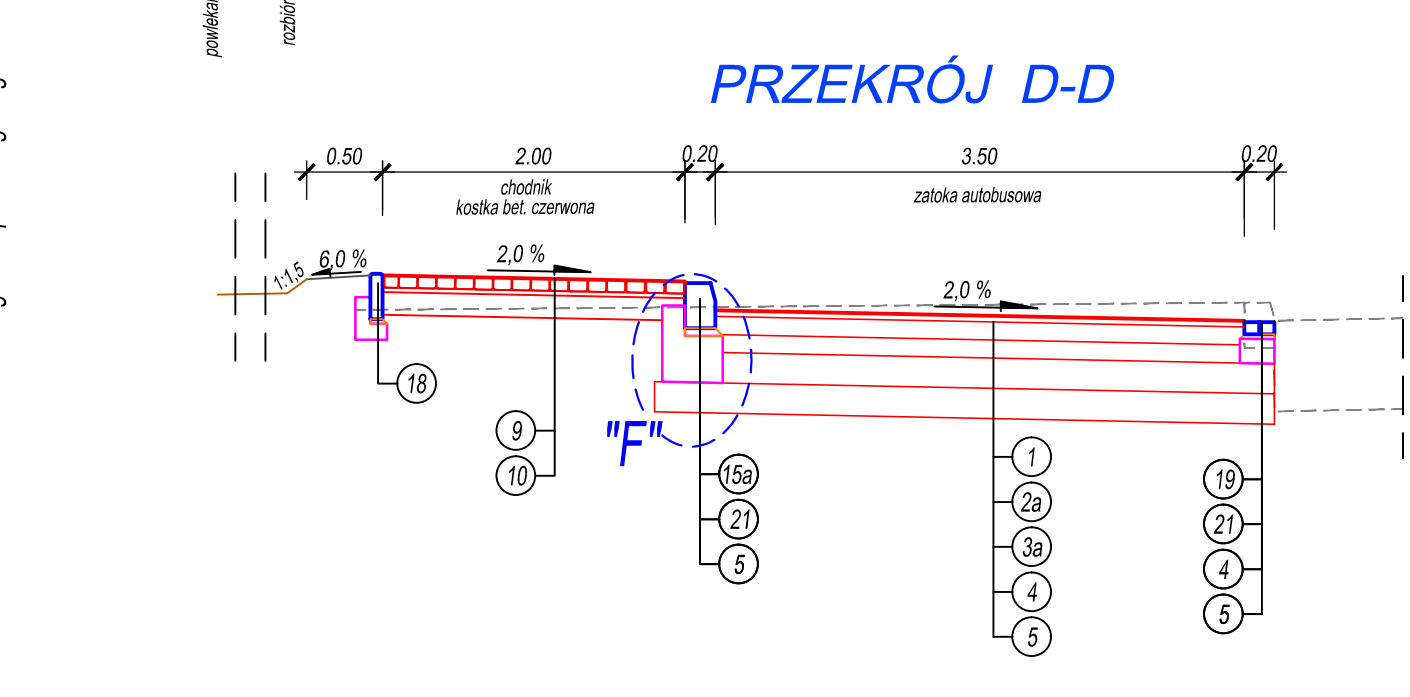 PRZEKRÓJ D-D
0.50 2.00 0.20 3.50 0.20
chodnik
kostka bet. czerwona
zatoka autobusowa
1:1,5
6,0 %
2,0 %
2,0 %
18
"F"
9
10
15a
21
5
1
2a
3a
4
5
19
21
4
5